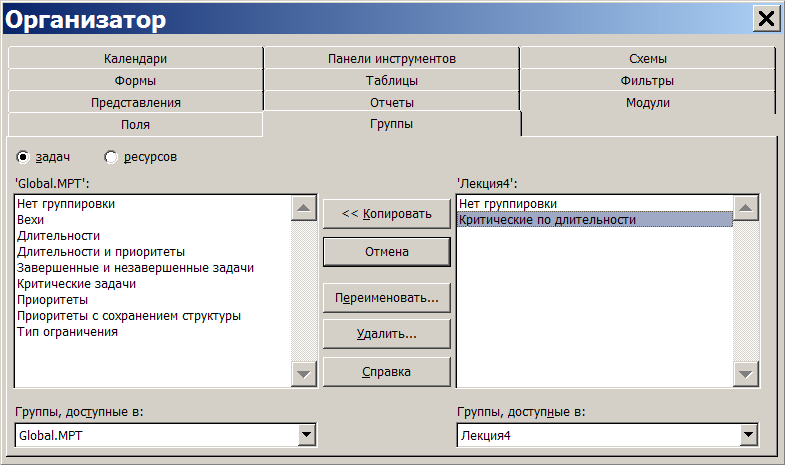 Организатор
Календари
Панели инструментов
Схемы
Формы
Таблицы
Фильтры
Представления
Отчеты
Модули
Поля
Группы
задач
ресурсов
'Global.MPT':
Нет группировки
Вехи
Длительности
Длительности и приоритеты
Завершенные и незавершенные задачи
Критические задачи
Приоритеты
Приоритеты с сохранением структуры
Тип ограничения
<< Копировать
Отмена
Переименовать...
Удалить...
Справка
'Лекция4':
Нет группировки
Критические по длительности
Группы, доступные в:
Global.MPT
Группы, доступные в:
Лекция4